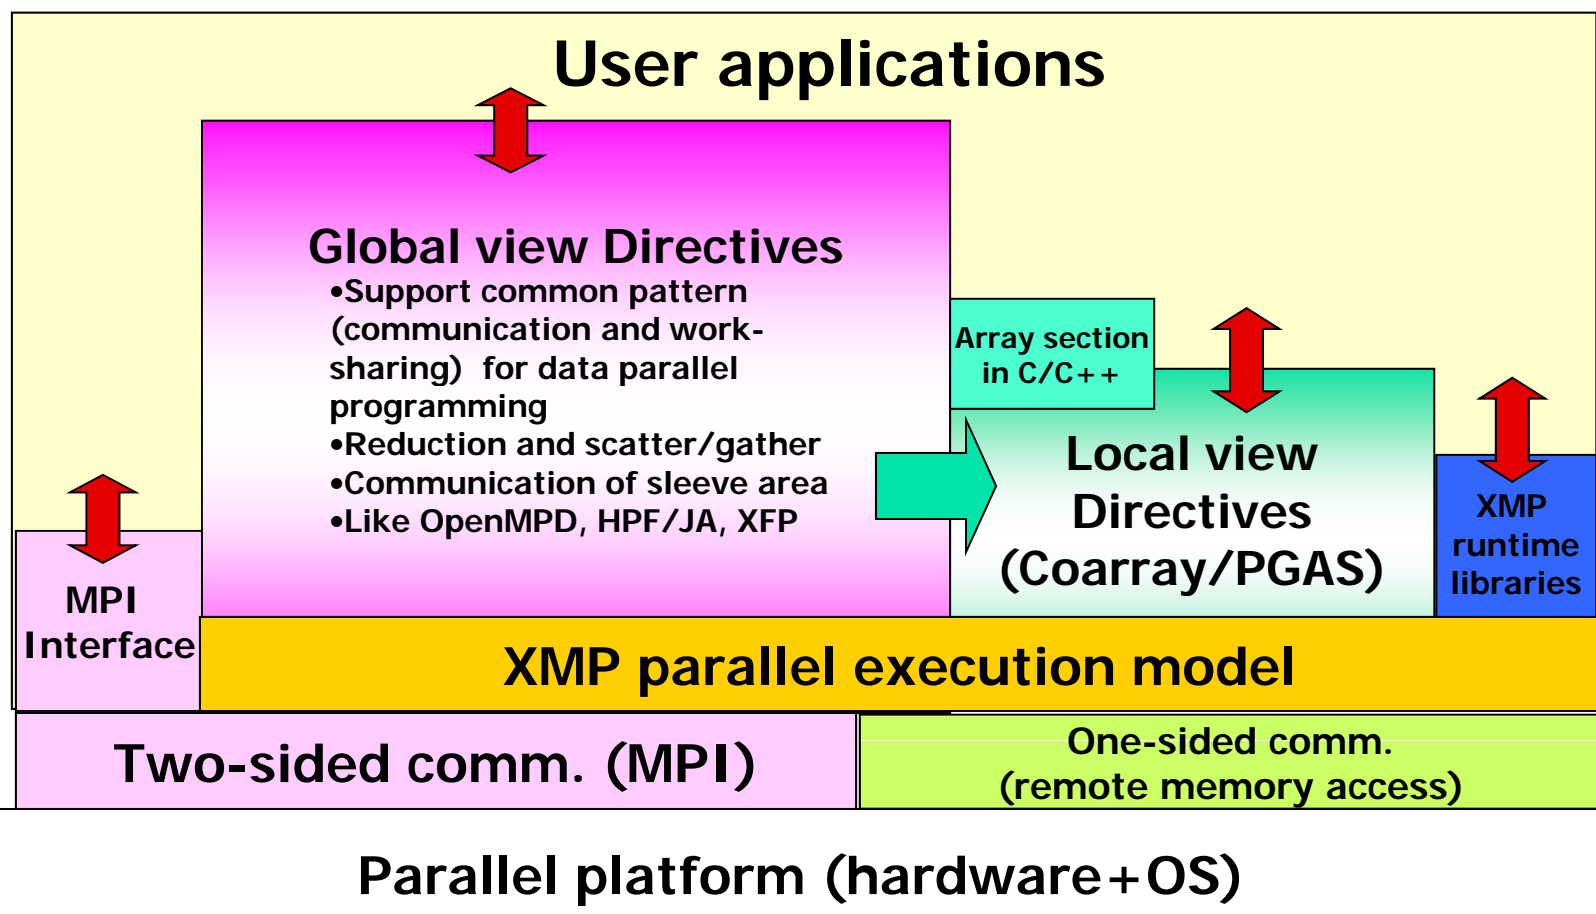 User applications
Global view Directives
•Support common pattern
(communication and work-
sharing) for data parallel
programming
•Reduction and scatter/gather
•Communication of sleeve area
•Like OpenMPD, HPF/JA, XFP
Array section
in C/C++
Local view
Directives
(Coarray/PGAS)
XMP
runtime
libraries
MPI
Interface
XMP parallel execution model
Two-sided comm. (MPI)
One-sided comm.
(remote memory access)
Parallel platform (hardware+OS)